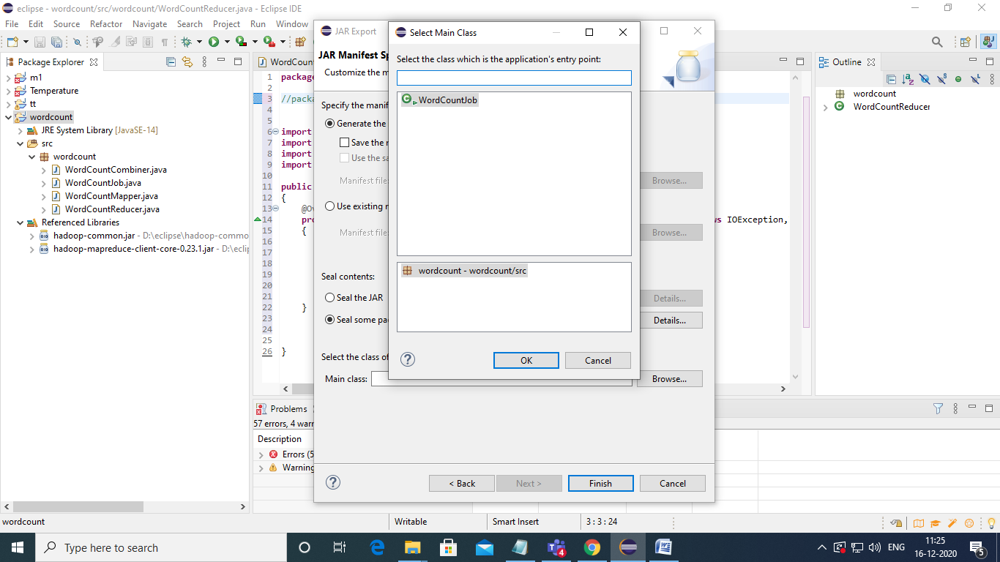 eclipse - wordcount/src/wordcount/WordCountReducer.java - Eclipse IDE
File Edit Source Refactor Navigate Search Project Run Window
Package Explorer
m1
Temperature
tt
wordcount
JRE System Library [JavaSE-14]
src
wordcount
WordCountCombiner.java
WordCountJob.java
WordCountMapper.java
WordCountReducer.java
Referenced Libraries
hadoop-common.jar - D:\eclipse\hadoop-commo
hadoop-mapreduce-client-core-0.23.1.jar - D:\eclip
WordCount
1 package
2
3 //packa
4
5
6 import
7 import
8 import
9 import
10
11 public
12 {
13 @Ov
14 pro s IOException,
15 {
16
17
18
19
20
21
22 }
23
24
25
26 }
JAR Export
JAR Manifest Sp
Customize the m
Specify the manif
Generate the
Save the r
Use the sa
Manifest file: Browse...
Use existing r
Manifest file: Browse...
Seal contents:
Seal the JAR Details...
Seal some pac Details...
Select the class of
Main class: Browse...
< Back Next > Finish Cancel
Select Main Class
Select the class which is the application's entry point:
WordCountJob
wordcount - wordcount/src
OK Cancel
Outline
wordcount
WordCountReducer
Problems
57 errors, 4 warn
Description
Errors (5
Warning
wordcount Writable Smart Insert 3 : 3 : 24
Type here to search
4
ENG
11:25
16-12-2020
5